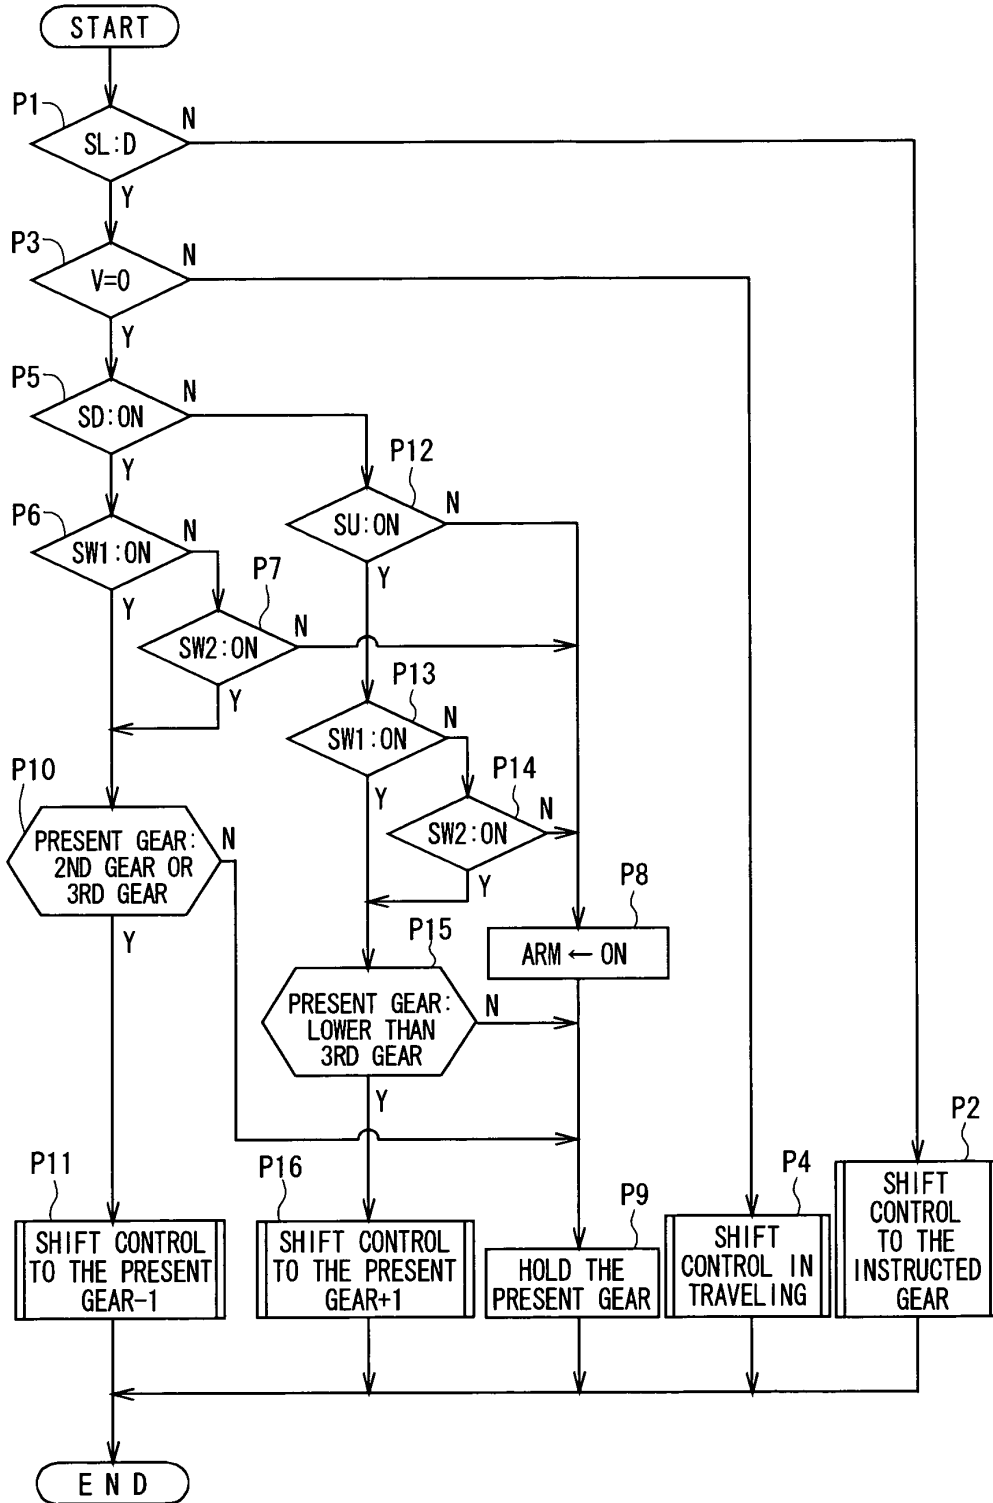 START
P1
N
SL:D
Y
P3
N
V=0
Y
P5
N
SD:ON
Y
P12
N
SU:ON
Y
P6
N
SW1:ON
Y
P7
N
SW2:ON
Y
P13
N
SW1:ON
Y
P14
N
SW2:ON
Y
P10
PRESENT GEAR:
2ND GEAR OR
3RD GEAR
N
Y
P8
ARM ← ON
P15
PRESENT GEAR:
LOWER THAN
3RD GEAR
N
Y
P11
SHIFT CONTROL
TO THE PRESENT
GEAR-1
P16
SHIFT CONTROL
TO THE PRESENT
GEAR+1
P9
HOLD THE
PRESENT GEAR
P4
SHIFT
CONTROL IN
TRAVELING
P2
SHIFT
CONTROL
TO THE
INSTRUCTED
GEAR
END